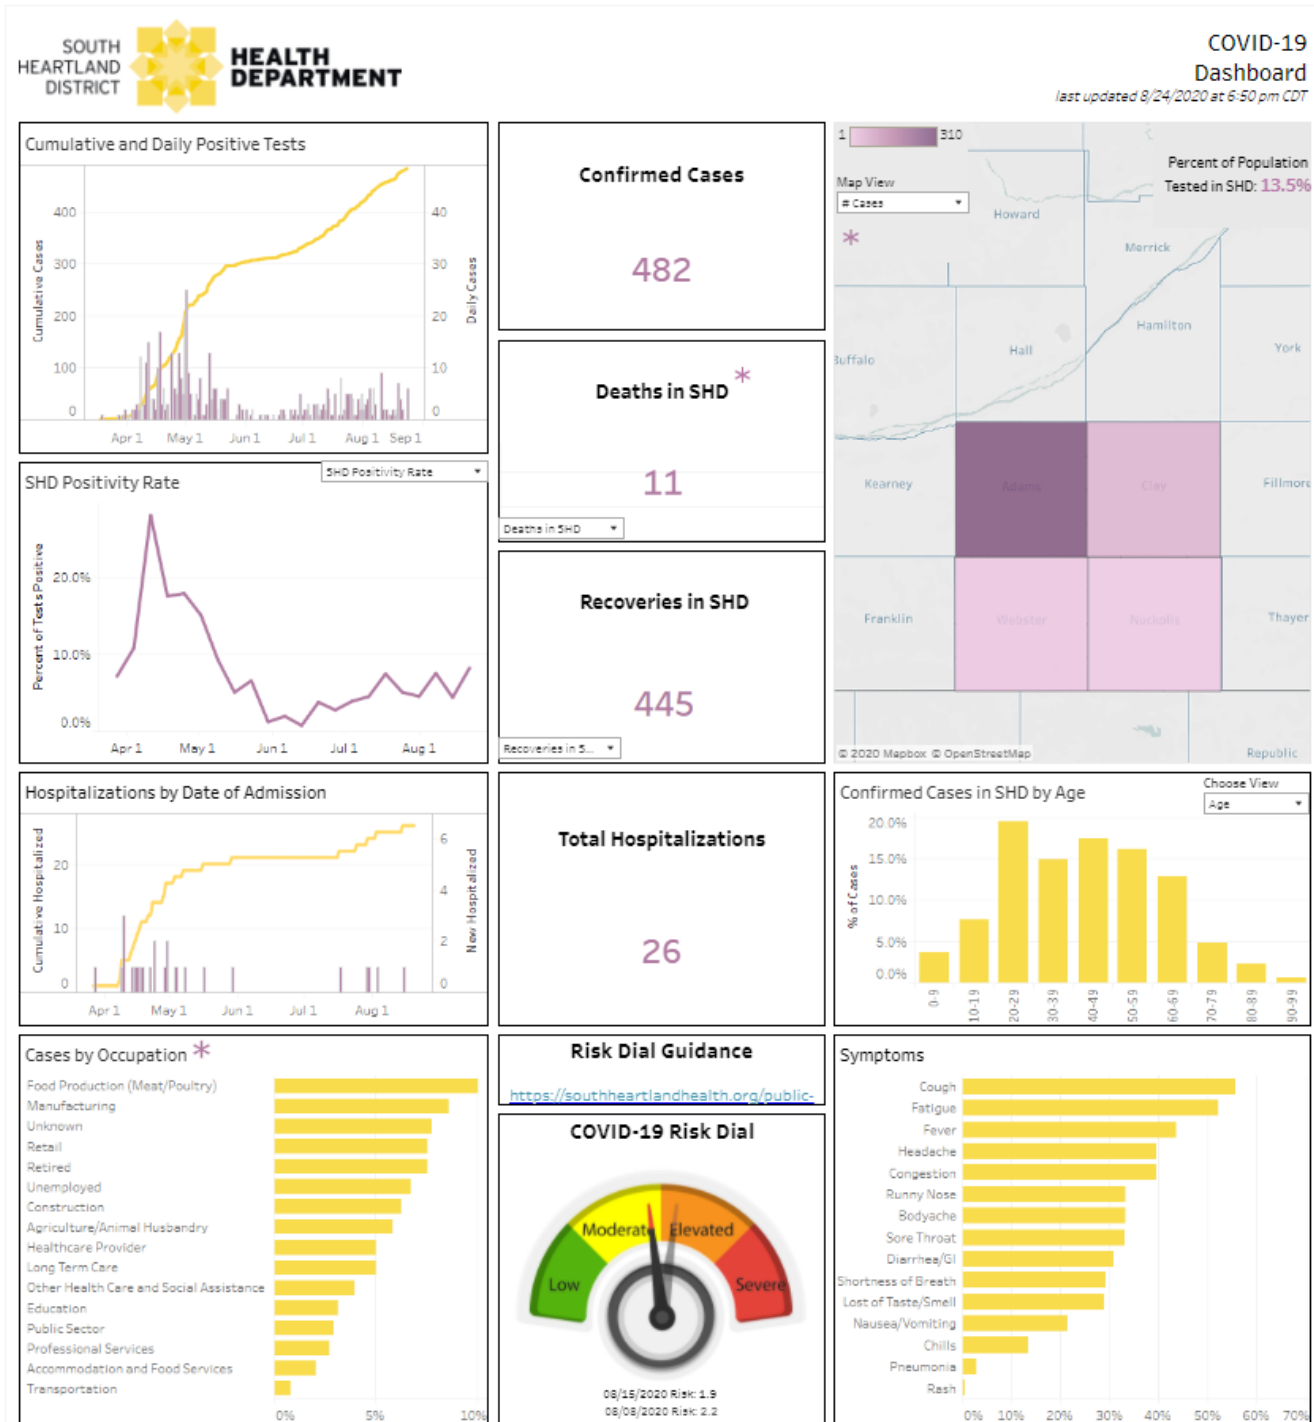 SOUTH
HEARTLAND
DISTRICT
HEALTH
DEPARTMENT
COVID-19
Dashboard
last updated 8/24/2020 at 6:50 pm CDT
Cumulative and Daily Positive Tests
Cumulative Cases
400
300
200
100
0
40
30
20
10
0
Daily Cases
Apr 1 May 1 Jun 1 Jul 1 Aug 1 Sep 1
Confirmed Cases
482
Deaths in SHD *
11
Deaths in SHD
Recoveries in SHD
445
Recoveries in S...
1 310
Percent of Population
Tested in SHD: 13.5%
Map View
# Cases
*
Howard
Merrick
Hamilton
Hall
Buffalo
York
Kearney
Adams
Clay
Fillmore
Franklin
Webster
Nuckolls
Thayer
Republic
© 2020 Mapbox © OpenStreetMap
SHD Positivity Rate
SHD Positivity Rate
Percent of Tests Positive
20.0%
10.0%
0.0%
Apr 1 May 1 Jun 1 Jul 1 Aug 1
Hospitalizations by Date of Admission
Cumulative Hospitalized
20
10
0
6
4
2
0
New Hospitalized
Apr 1 May 1 Jun 1 Jul 1 Aug 1
Total Hospitalizations
26
Confirmed Cases in SHD by Age
Choose View
Age
% of Cases
20.0%
15.0%
10.0%
5.0%
0.0%
0-9 10-19 20-29 30-39 40-49 50-59 60-69 70-79 80-89 90-99
Cases by Occupation *
Food Production (Meat/Poultry)
Manufacturing
Unknown
Retail
Retired
Unemployed
Construction
Agriculture/Animal Husbandry
Healthcare Provider
Long Term Care
Other Health Care and Social Assistance
Education
Public Sector
Professional Services
Accommodation and Food Services
Transportation
0% 5% 10%
Risk Dial Guidance
https://southheartlandhealth.org/public-
COVID-19 Risk Dial
Low
Moderate
Elevated
Severe
08/15/2020 Risk: 1.9
08/08/2020 Risk: 2.2
Symptoms
Cough
Fatigue
Fever
Headache
Congestion
Runny Nose
Bodyache
Sore Throat
Diarrhea/GI
Shortness of Breath
Lost of Taste/Smell
Nausea/Vomiting
Chills
Pneumonia
Rash
0% 10% 20% 30% 40% 50% 60% 70%